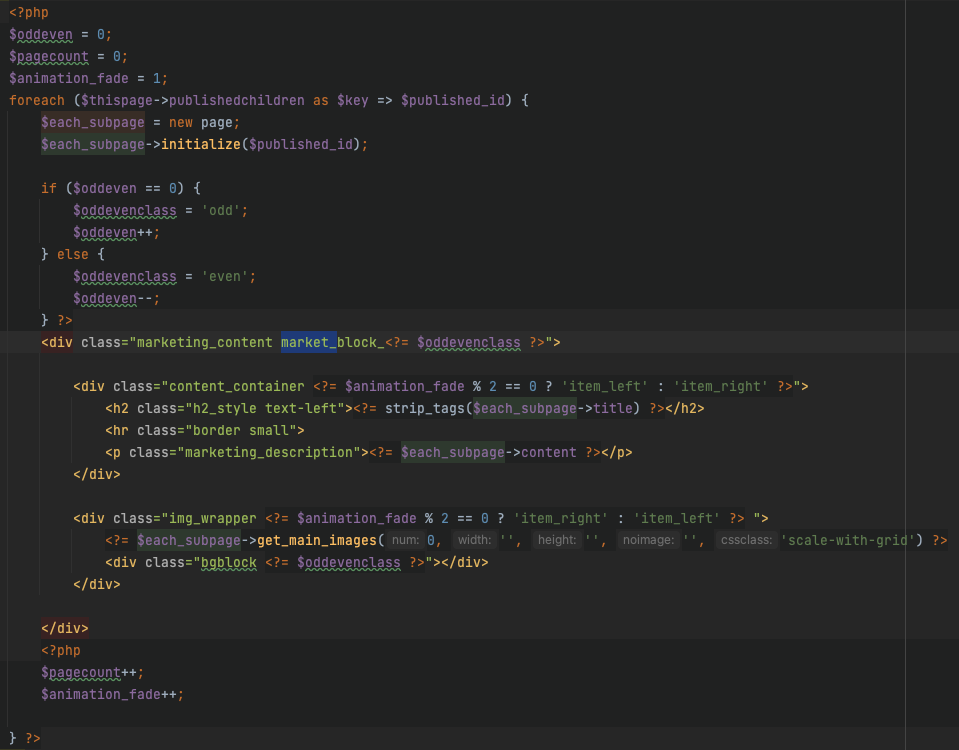 <?php
$oddeven = 0;
$pagecount = 0;
$animation_fade = 1;
foreach ($thispage->publishedchildren as $key => $published_id) {
    $each_subpage = new page;
    $each_subpage->initialize($published_id);

    if ($oddeven == 0) {
        $oddevenclass = 'odd';
        $oddeven++;
    } else {
        $oddevenclass = 'even';
        $oddeven--;
    } ?>
    <div class="marketing_content market_block_<?= $oddevenclass ?>">

        <div class="content_container <?= $animation_fade % 2 == 0 ? 'item_left' : 'item_right' ?>">
            <h2 class="h2_style text-left"><?= strip_tags($each_subpage->title) ?></h2>
            <hr class="border small">
            <p class="marketing_description"><?= $each_subpage->content ?></p>
        </div>

        <div class="img_wrapper <?= $animation_fade % 2 == 0 ? 'item_right' : 'item_left' ?> ">
            <?= $each_subpage->get_main_images( num: 0, width: '', height: '', noimage: '', cssclass: 'scale-with-grid') ?>
            <div class="bgblock <?= $oddevenclass ?>"></div>
        </div>

    </div>
    <?php
    $pagecount++;
    $animation_fade++;

} ?>